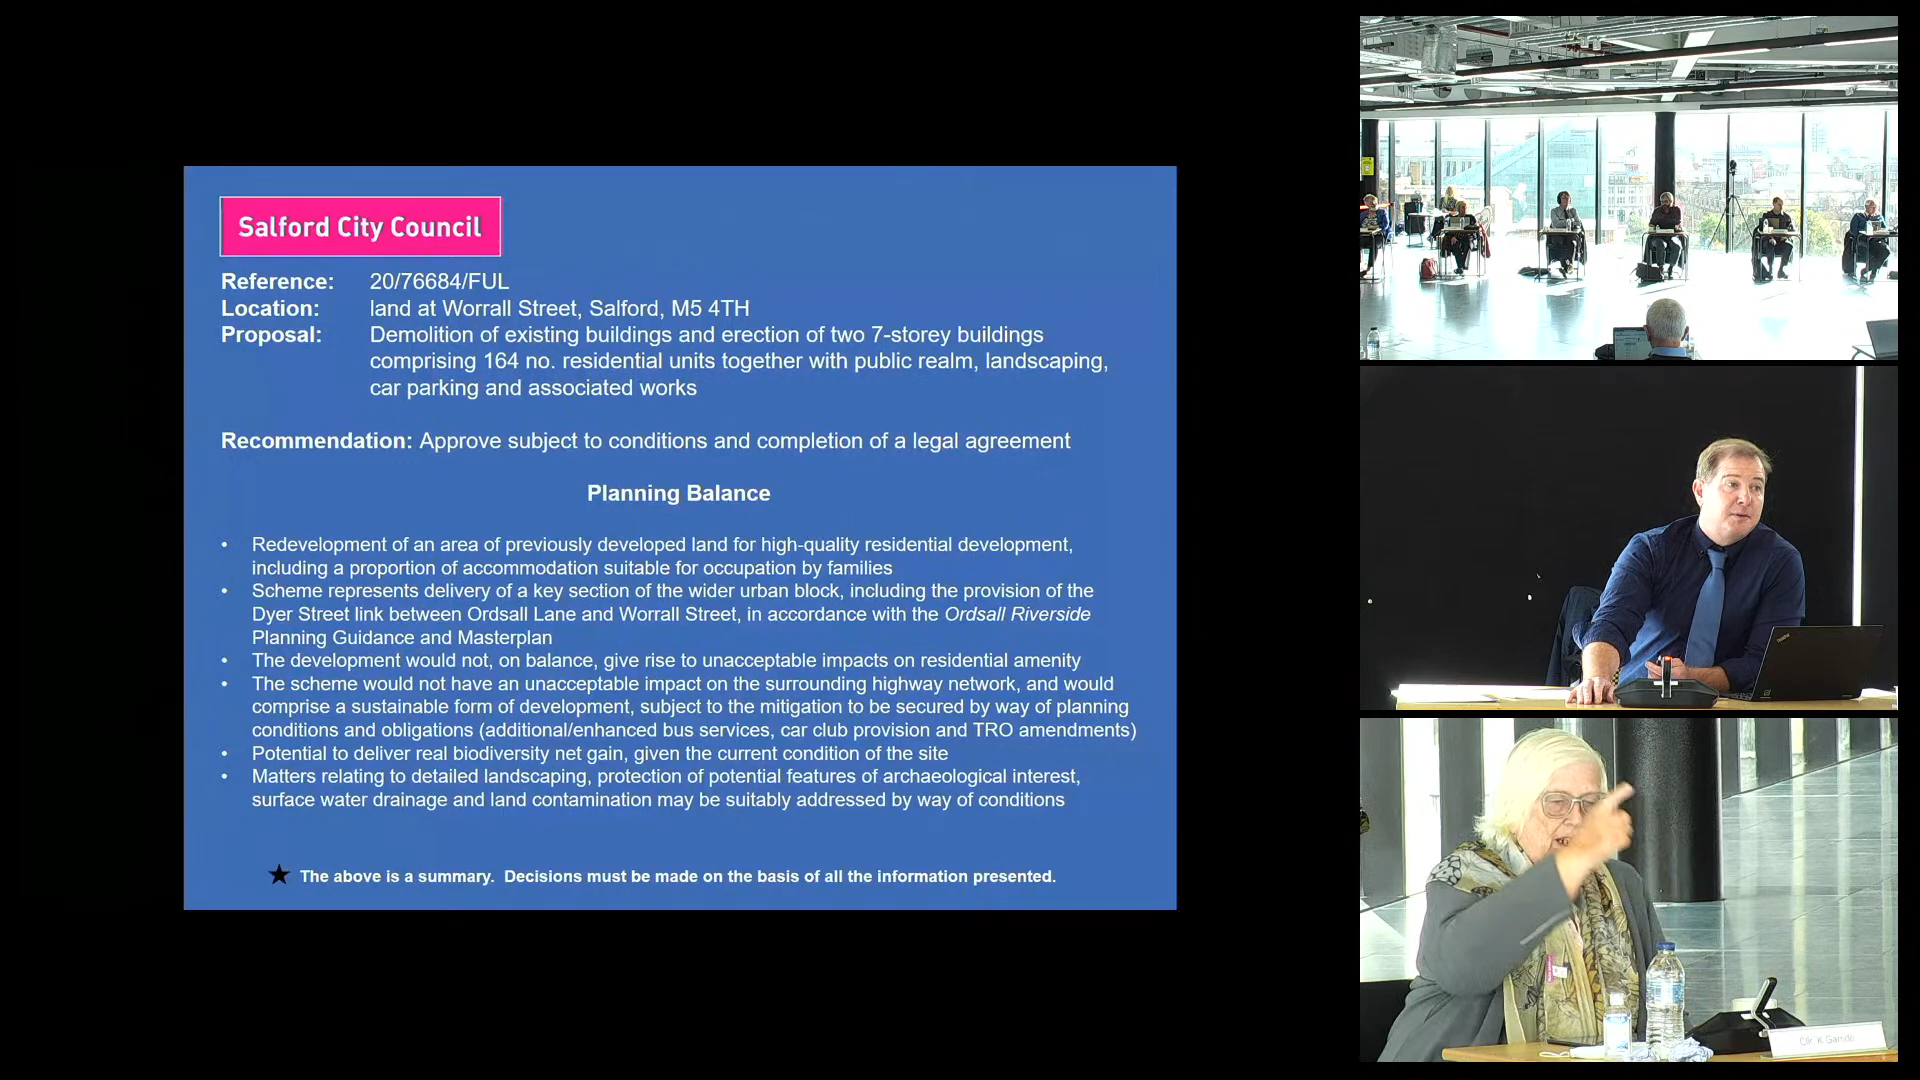 Salford City Council
Reference: 20/76684/FUL
Location: land at Worrall Street, Salford, M5 4TH
Proposal: Demolition of existing buildings and erection of two 7-storey buildings
comprising 164 no. residential units together with public realm, landscaping,
car parking and associated works
Recommendation: Approve subject to conditions and completion of a legal agreement
Planning Balance
• Redevelopment of an area of previously developed land for high-quality residential development,
including a proportion of accommodation suitable for occupation by families
• Scheme represents delivery of a key section of the wider urban block, including the provision of the
Dyer Street link between Ordsall Lane and Worrall Street, in accordance with the Ordsall Riverside
Planning Guidance and Masterplan
• The development would not, on balance, give rise to unacceptable impacts on residential amenity
• The scheme would not have an unacceptable impact on the surrounding highway network, and would
comprise a sustainable form of development, subject to the mitigation to be secured by way of planning
conditions and obligations (additional/enhanced bus services, car club provision and TRO amendments)
• Potential to deliver real biodiversity net gain, given the current condition of the site
• Matters relating to detailed landscaping, protection of potential features of archaeological interest,
surface water drainage and land contamination may be suitably addressed by way of conditions
★ The above is a summary. Decisions must be made on the basis of all the information presented.
Cllr. K Garrido